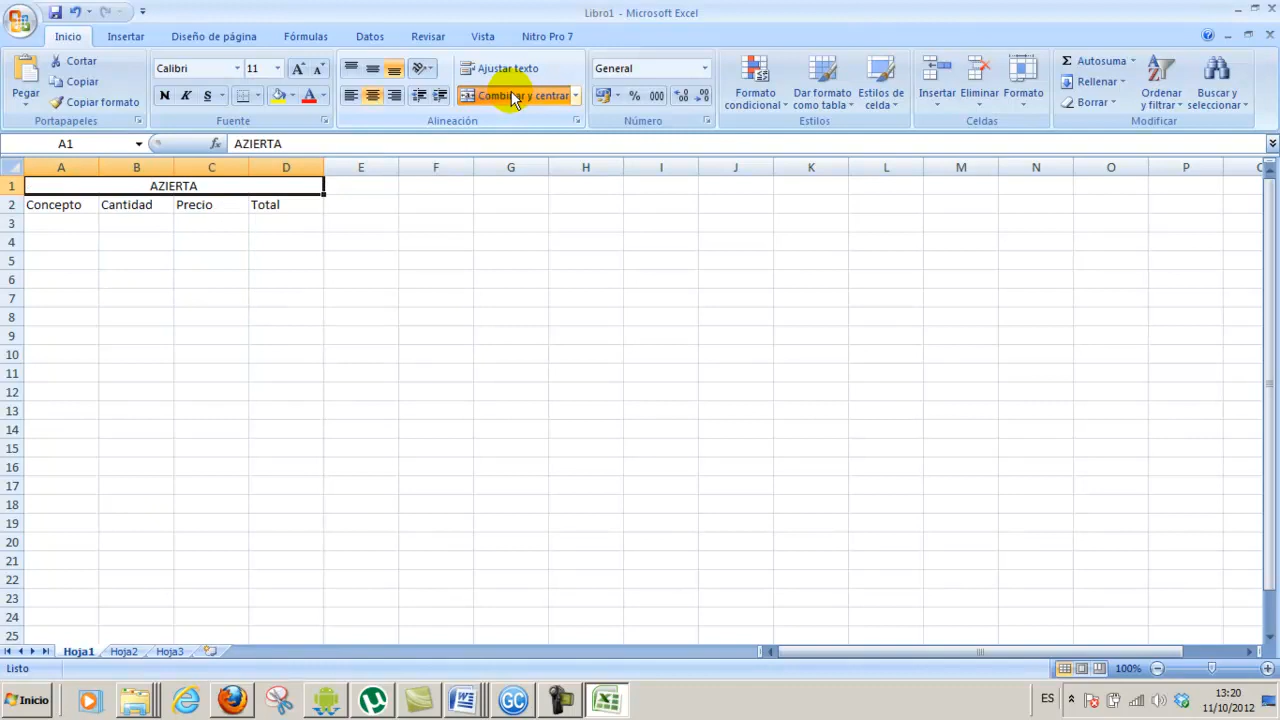 Libro1 - Microsoft Excel
Inicio Insertar Diseño de página Fórmulas Datos Revisar Vista Nitro Pro 7
Pegar Cortar Copiar Copiar formato Portapapeles
Calibri 11 N K S Fuente
Ajustar texto
Combinar y centrar
Alineación
General
% 000
Número
Formato condicional Dar formato como tabla Estilos de celda
Estilos
Insertar Eliminar Formato
Celdas
Σ Autosuma Rellenar Borrar Ordenar y filtrar Buscar y seleccionar
Modificar
A1 fx AZIERTA
A B C D E F G H I J K L M N O
1 AZIERTA
2 Concepto Cantidad Precio Total
3
4
5
6
7
8
9
10
11
12
13
14
15
16
17
18
19
20
21
22
23
24
25
Hoja1 Hoja2 Hoja3
Listo 100%
Inicio W GC ES 13:20
11/10/2012